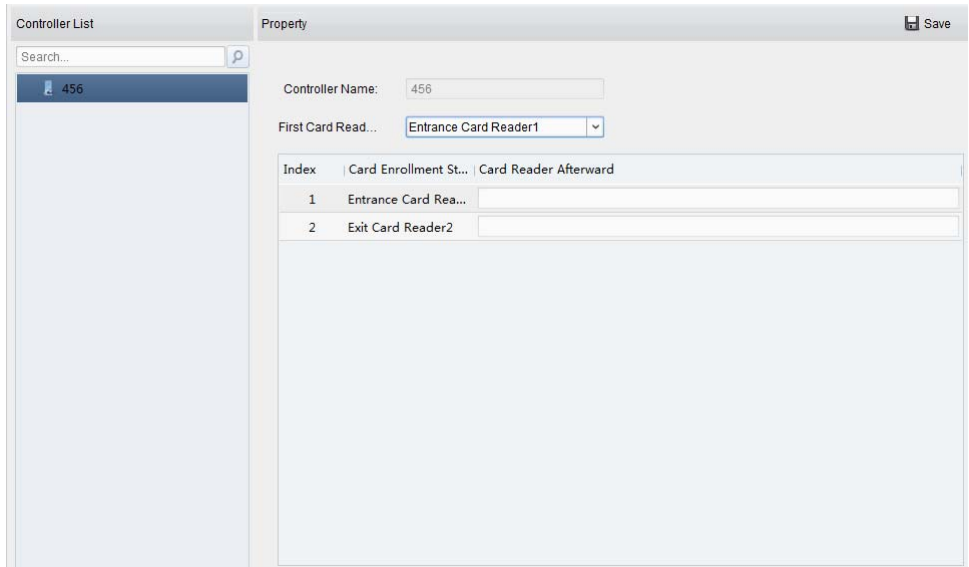 Controller List
Property
Save
Search...
456
Controller Name:
456
First Card Read...
Entrance Card Reader1
Index
Card Enrollment St...
Card Reader Afterward
1
Entrance Card Rea...
2
Exit Card Reader2